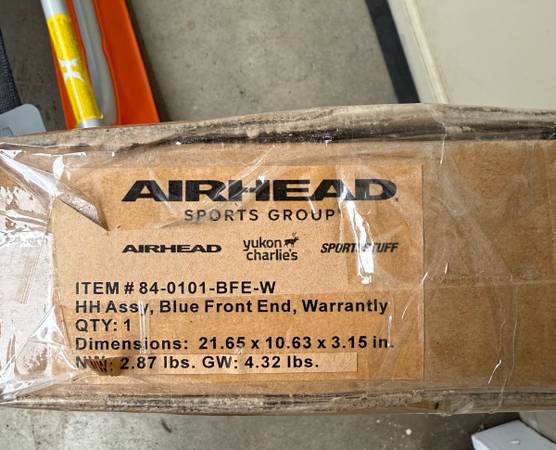 AIRHEAD
SPORTS GROUP
AIRHEAD yukon charlie's SPORTSSTUFF
ITEM # 84-0101-BFE-W
HH Assy, Blue Front End, Warrantly
QTY: 1
Dimensions: 21.65 x 10.63 x 3.15 in.
NW: 2.87 lbs. GW: 4.32 lbs.